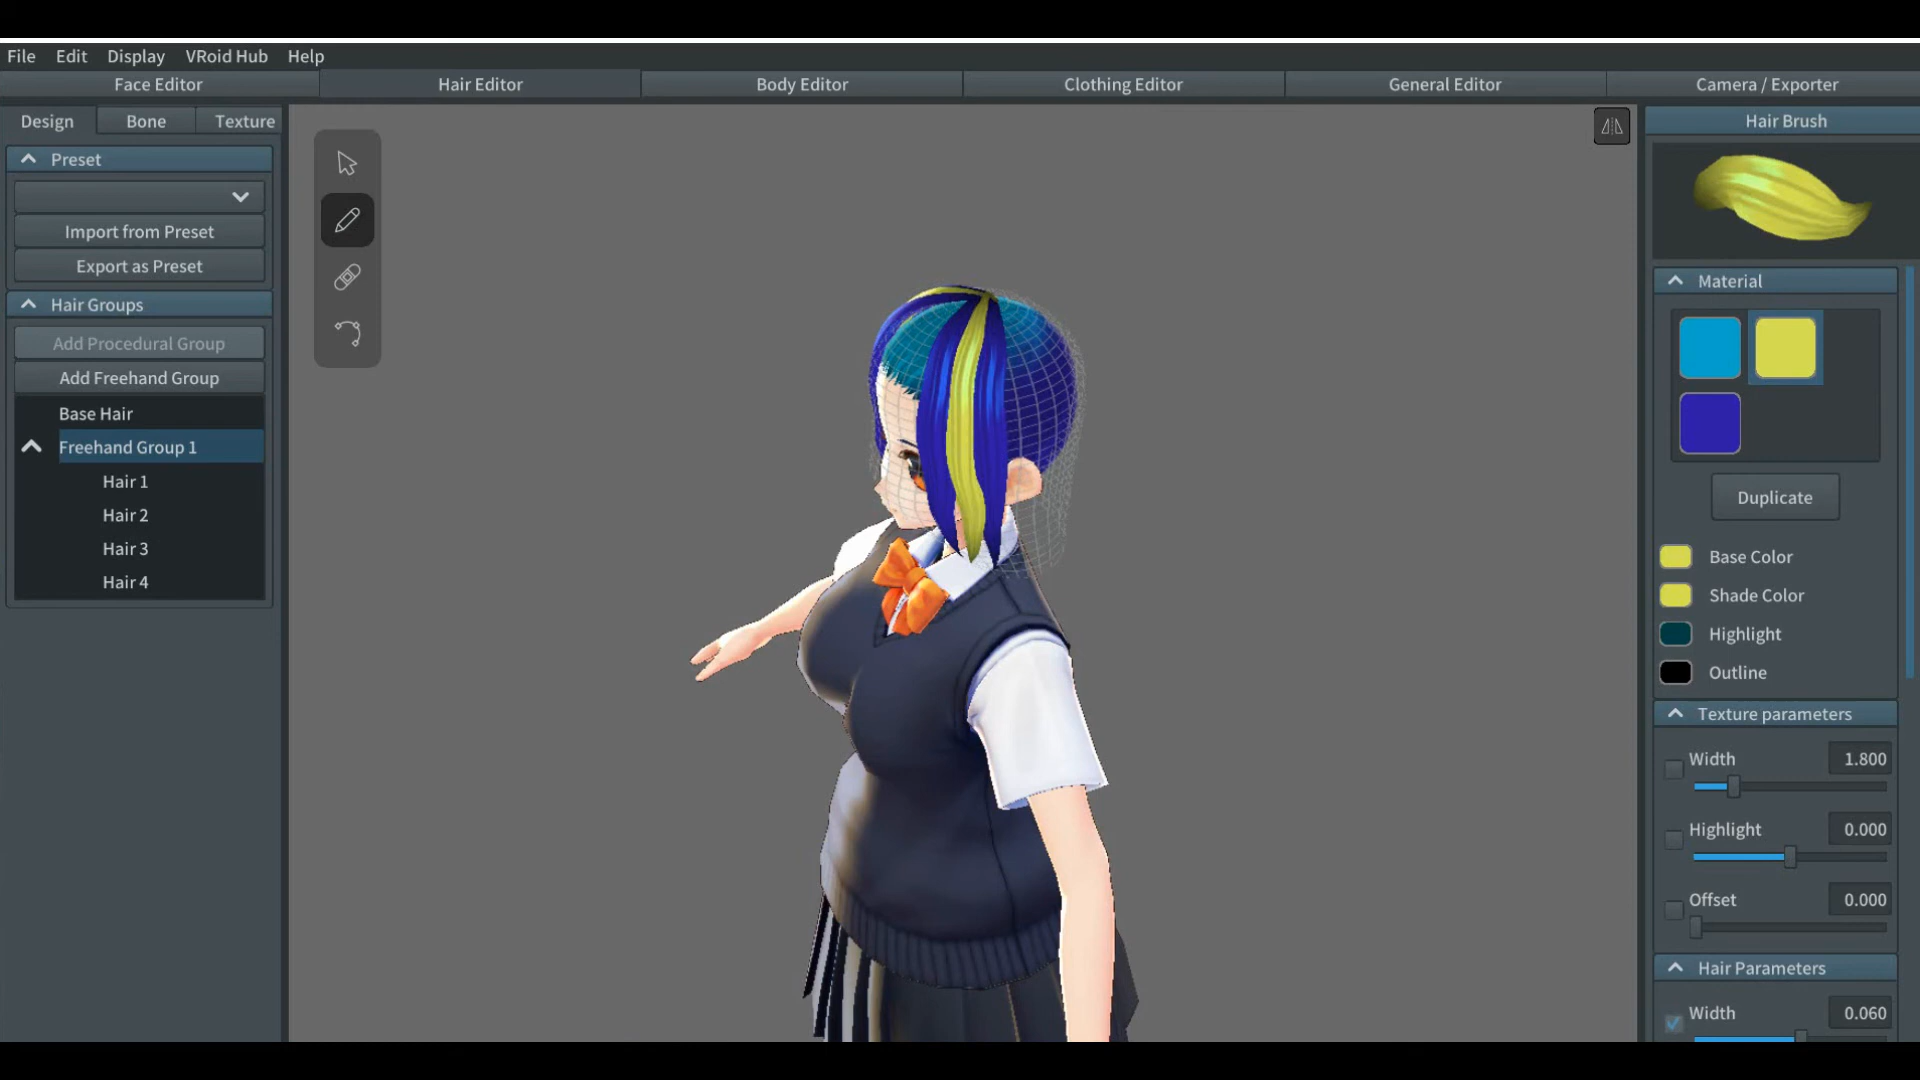 File Edit Display VRoid Hub Help
Face Editor Hair Editor Body Editor Clothing Editor General Editor Camera / Exporter
Design Bone Texture
Preset
Import from Preset
Export as Preset
Hair Groups
Add Procedural Group
Add Freehand Group
Base Hair
Freehand Group 1
Hair 1
Hair 2
Hair 3
Hair 4
Hair Brush
Material
Duplicate
Base Color
Shade Color
Highlight
Outline
Texture parameters
Width 1.800
Highlight 0.000
Offset 0.000
Hair Parameters
Width 0.060